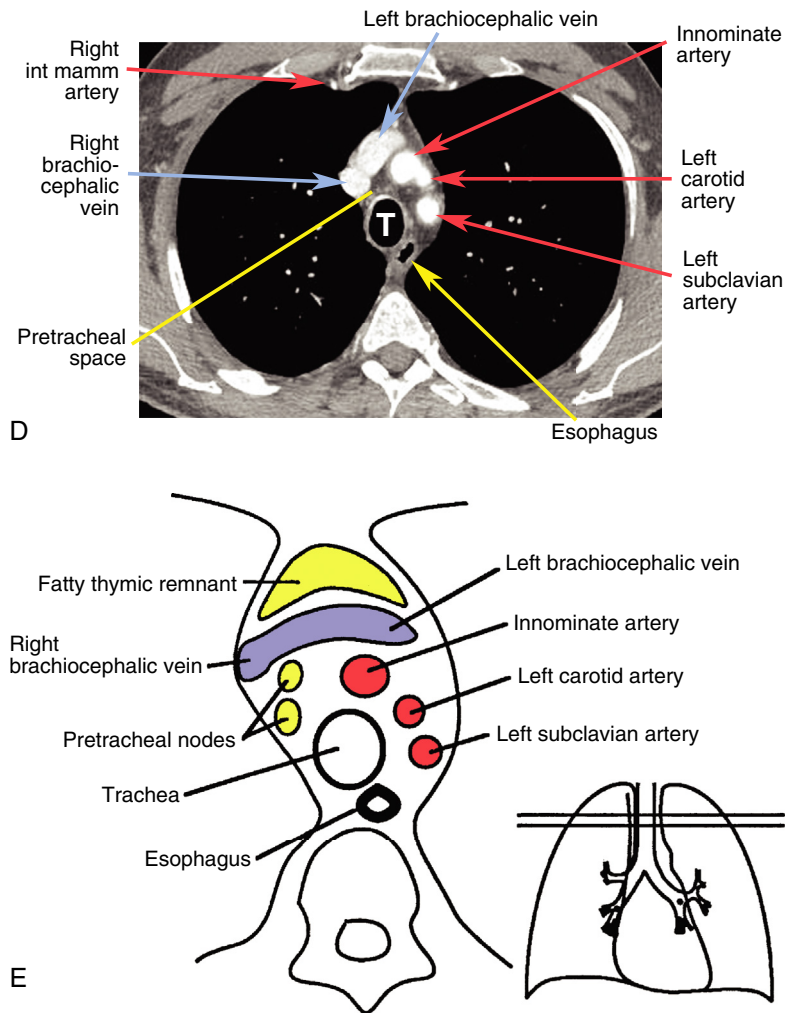 Left brachiocephalic vein
Right
int mamm
artery
Innominate
artery
Right
brachio-
cephalic
vein
Left
carotid
artery
T
Left
subclavian
artery
Pretracheal
space
Esophagus
D
Fatty thymic remnant
Left brachiocephalic vein
Right
brachiocephalic vein
Innominate artery
Left carotid artery
Pretracheal nodes
Left subclavian artery
Trachea
Esophagus
E